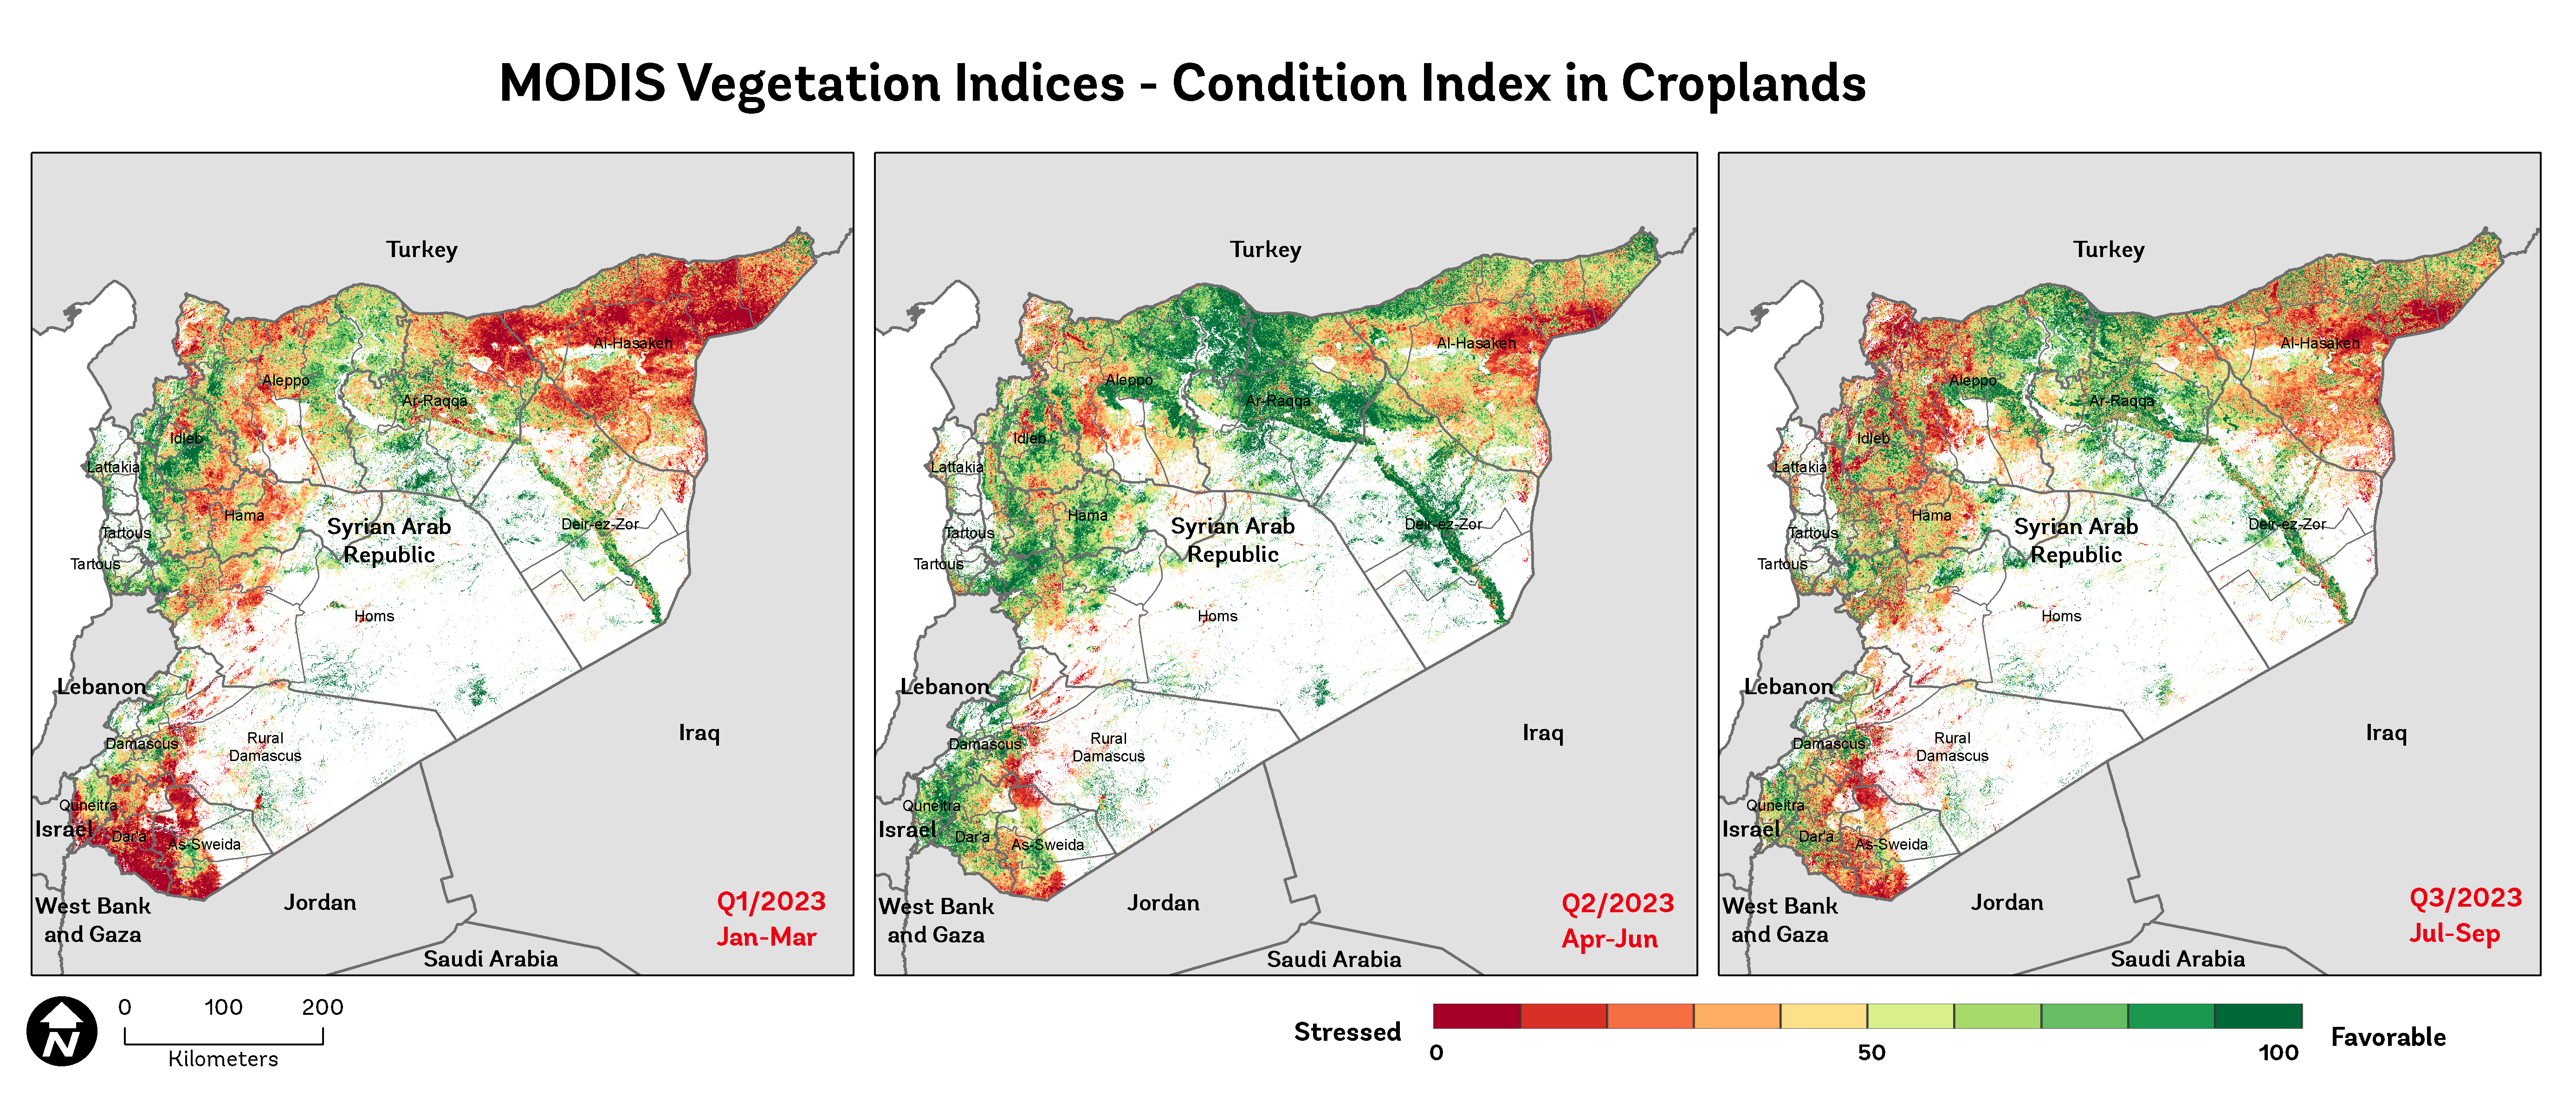 MODIS Vegetation Indices - Condition Index in Croplands
Turkey
Al-Hasakeh
Aleppo
Ar-Raqqa
Idleb
Lattakia
Hama
Syrian Arab
Republic
Deir-ez-Zor
Tartous
Tartous
Homs
Lebanon
Iraq
Damascus
Rural
Damascus
Quneitra
Israel
Dar'a
As-Sweida
West Bank
and Gaza
Jordan
Saudi Arabia
Q1/2023
Jan-Mar
Turkey
Al-Hasakeh
Aleppo
Ar-Raqqa
Idleb
Lattakia
Hama
Syrian Arab
Republic
Deir-ez-Zor
Tartous
Tartous
Homs
Lebanon
Iraq
Damascus
Rural
Damascus
Quneitra
Israel
Dar'a
As-Sweida
West Bank
and Gaza
Jordan
Saudi Arabia
Q2/2023
Apr-Jun
Turkey
Al-Hasakeh
Aleppo
Ar-Raqqa
Idleb
Lattakia
Hama
Syrian Arab
Republic
Deir-ez-Zor
Tartous
Tartous
Homs
Lebanon
Iraq
Damascus
Rural
Damascus
Quneitra
Israel
Dar'a
As-Sweida
West Bank
and Gaza
Jordan
Saudi Arabia
Q3/2023
Jul-Sep
N
0 100 200
Kilometers
Stressed
0 50 100
Favorable